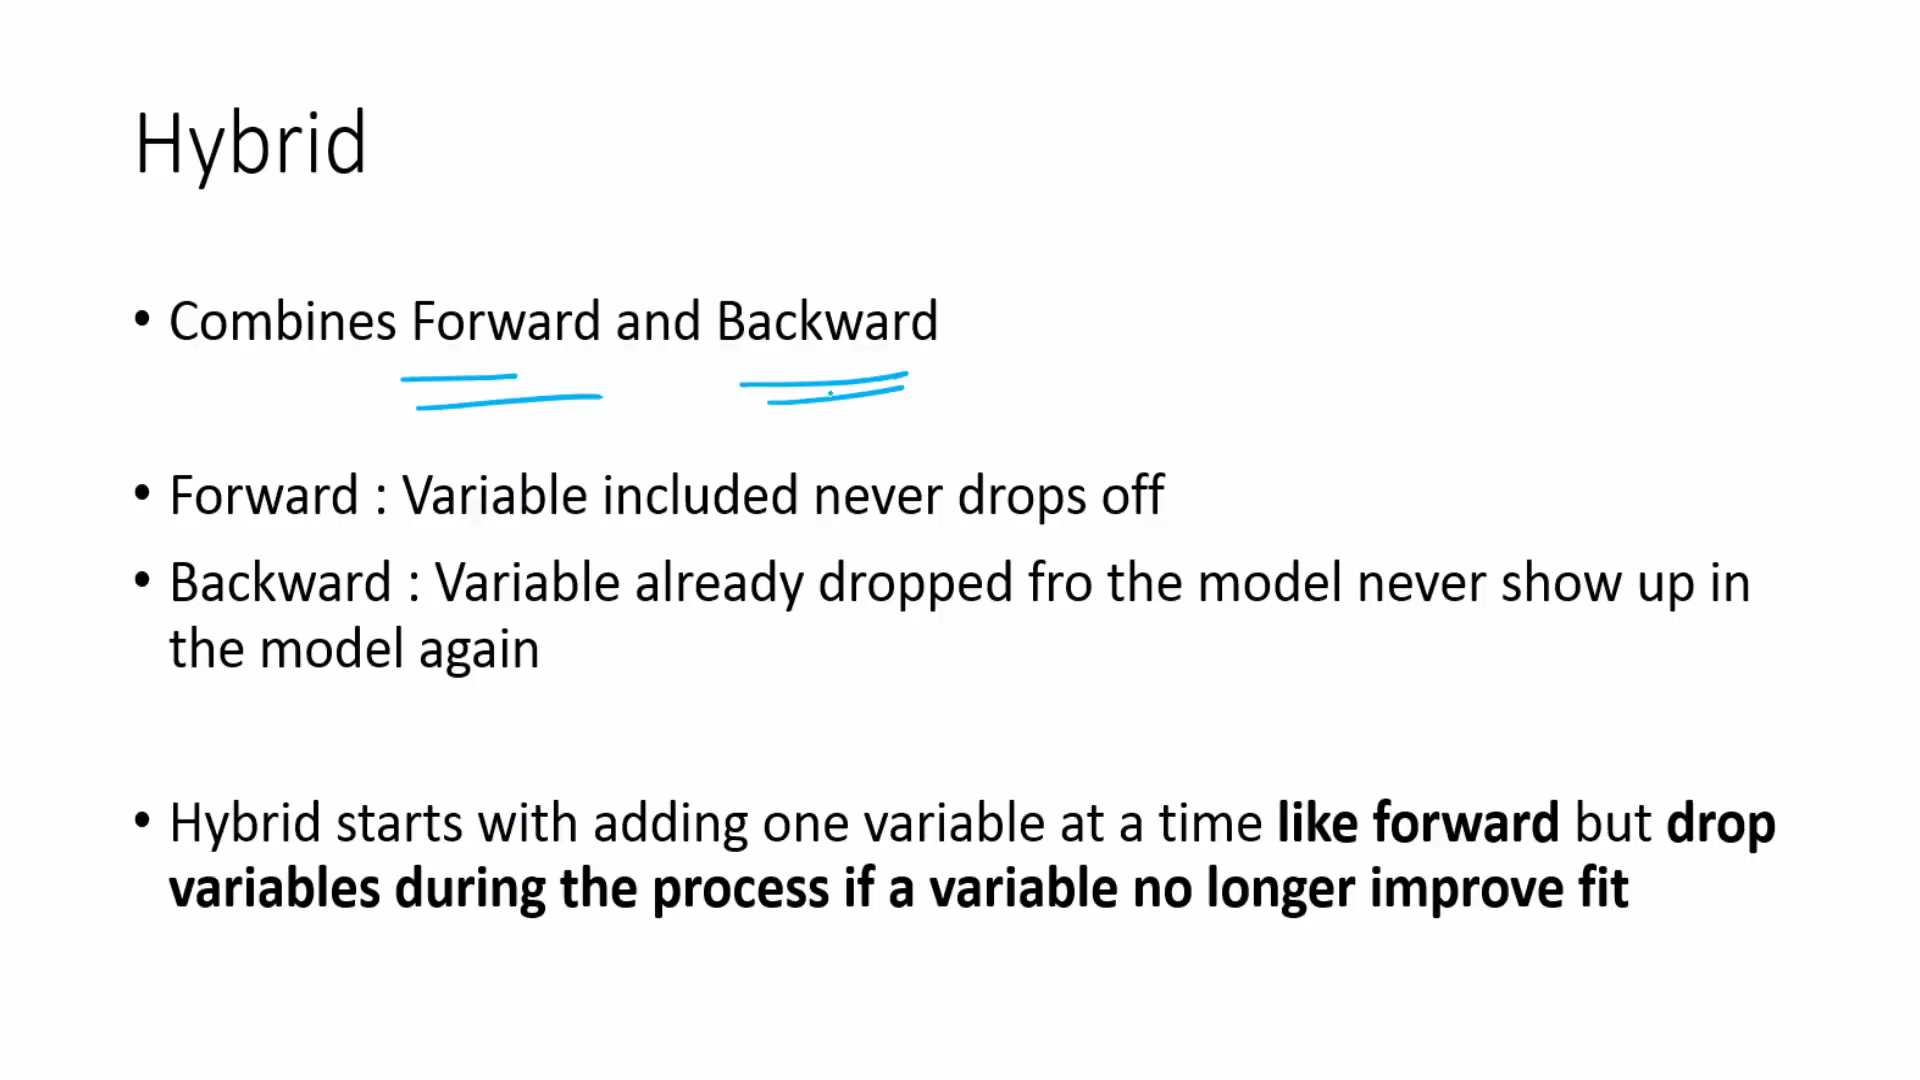 Hybrid
• Combines Forward and Backward
• Forward : Variable included never drops off
• Backward : Variable already dropped fro the model never show up in
the model again
• Hybrid starts with adding one variable at a time like forward but drop
variables during the process if a variable no longer improve fit